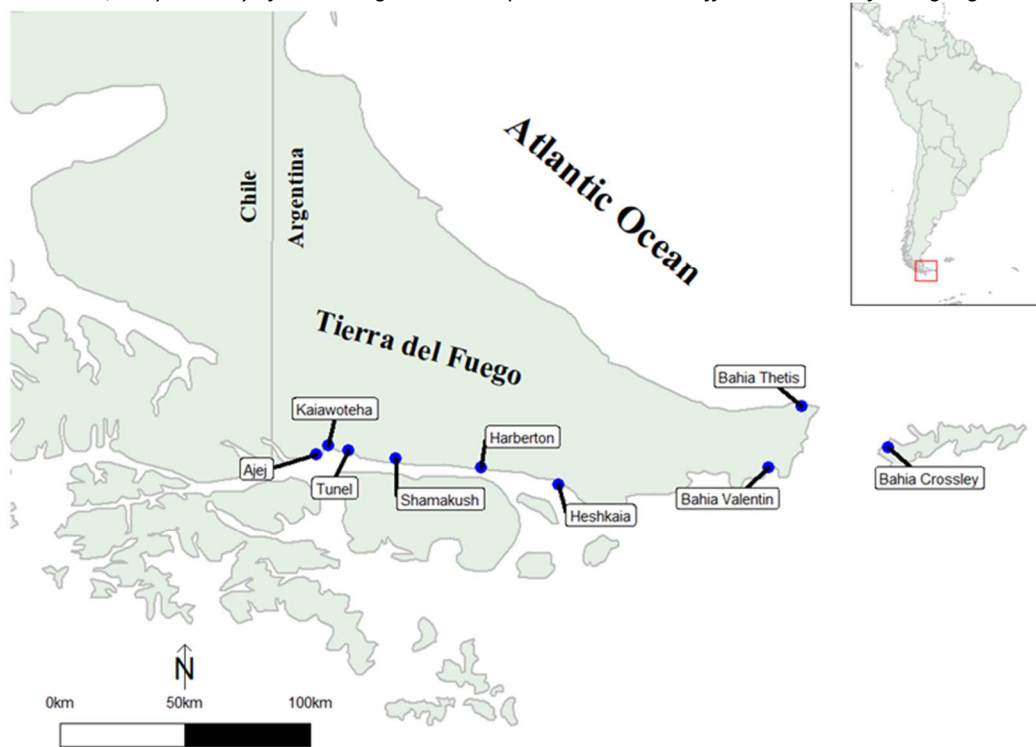 Atlantic Ocean
Chile
Argentina
Tierra del Fuego
Bahia Thetis
Kaiawoteha
Harberton
Ajej
Tunel
Shamakush
Heshkaia
Bahia Valentin
Bahia Crossley
N
0km 50km 100km